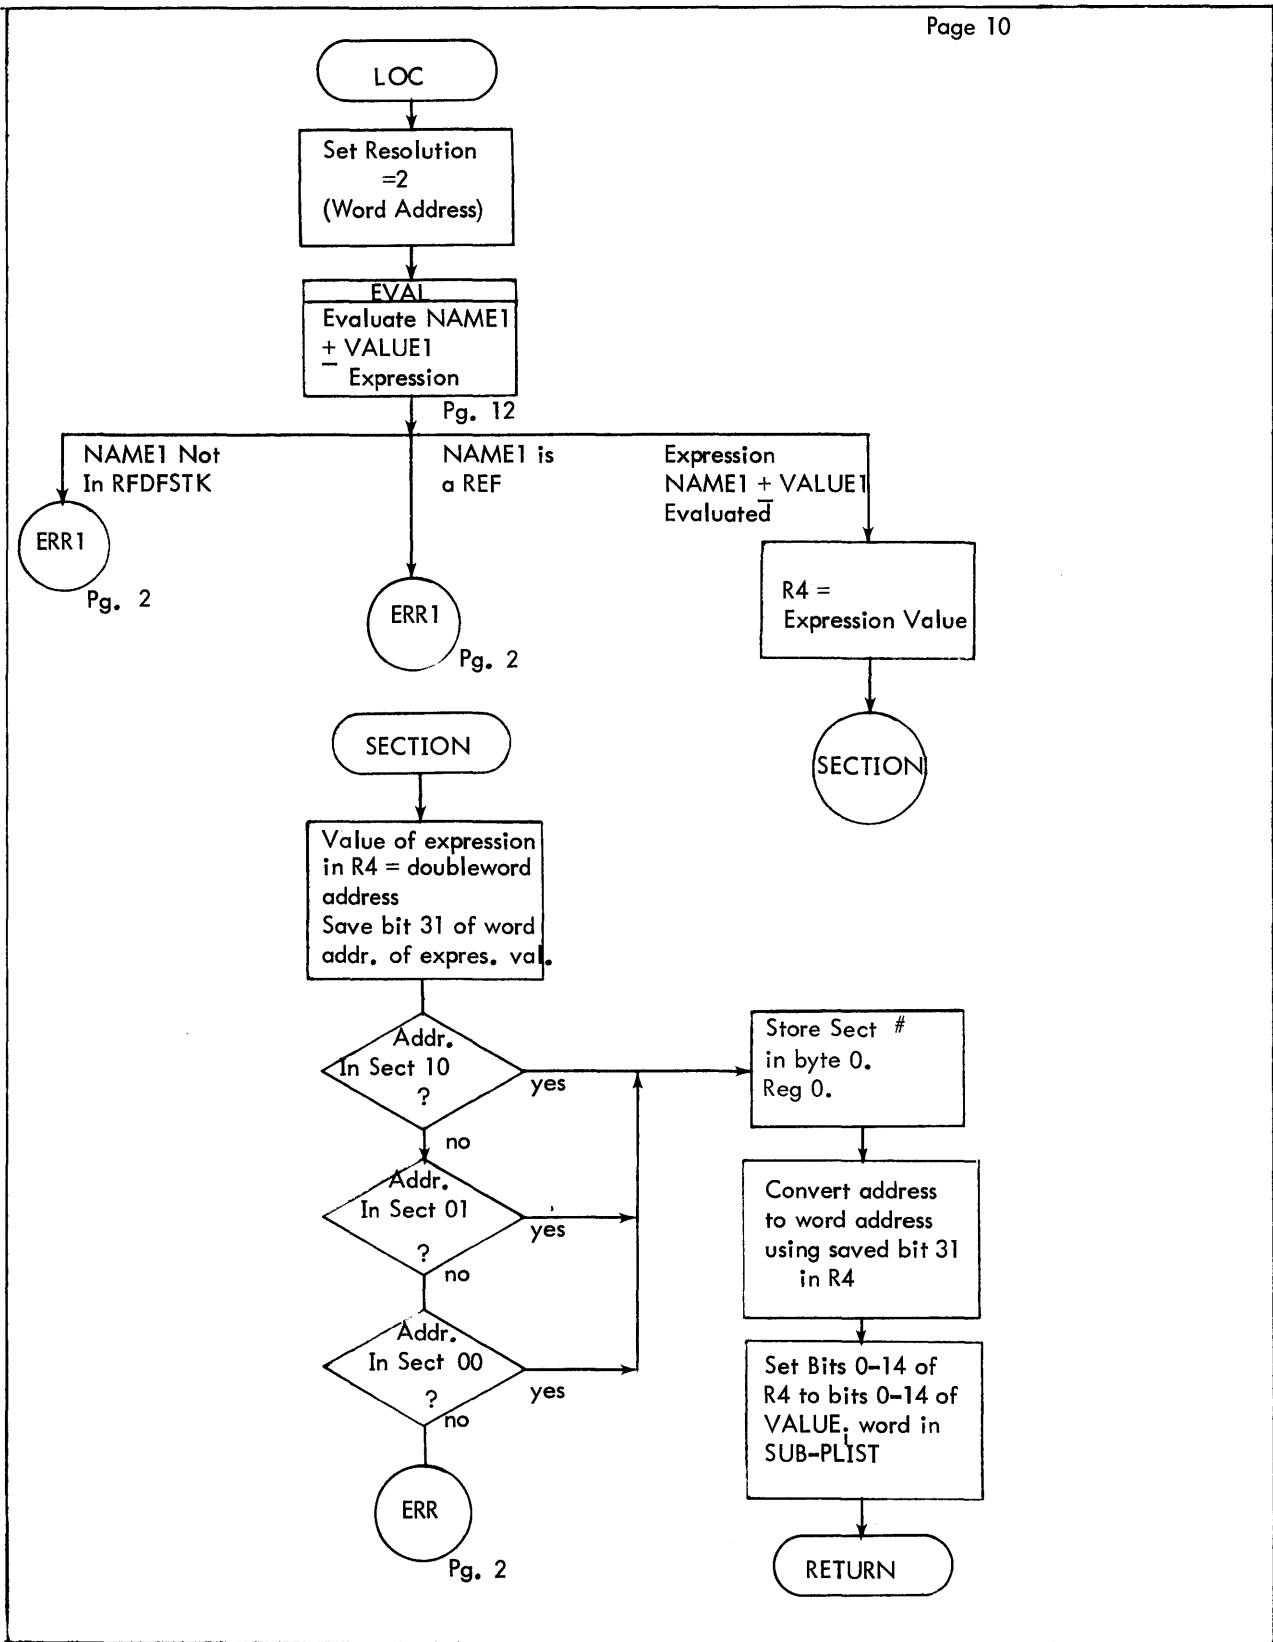 Page 10
LOC
Set Resolution
=2
(Word Address)
EVAL
Evaluate NAME1
± VALUE1
Expression
Pg. 12
NAME1 Not
In RFDFSTK
NAME1 is
a REF
Expression
NAME1 ± VALUE1
Evaluated
ERR1
Pg. 2
ERR1
Pg. 2
R4 =
Expression Value
SECTION
SECTION
Value of expression
in R4 = doubleword
address
Save bit 31 of word
addr. of expres. val.
Addr.
In Sect 10
?
yes
no
Addr.
In Sect 01
?
yes
no
Addr.
In Sect 00
?
yes
no
ERR
Pg. 2
Store Sect #
in byte 0.
Reg 0.
Convert address
to word address
using saved bit 31
in R4
Set Bits 0-14 of
R4 to bits 0-14 of
VALUE. word in
SUB-PLIST
RETURN